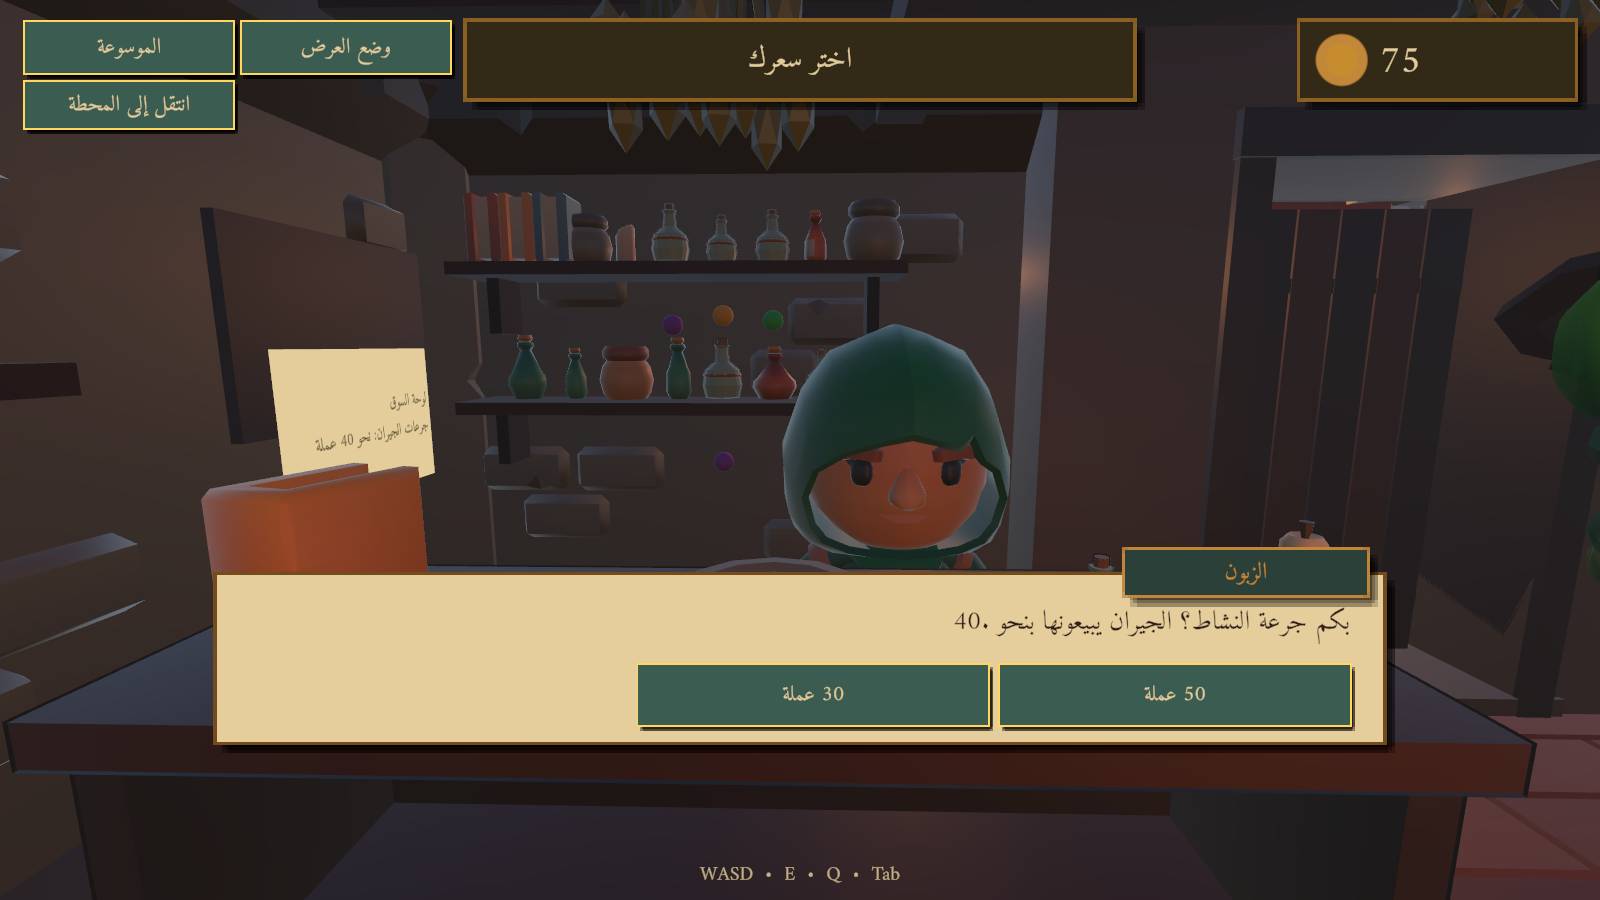 الموسوعة
وضع العرض
انتقل إلى المحطة
اختر سعرك
75
لوحة السوق
جرعات الجيران: نحو 40 عملة
الزبون
بكم جرعة النشاط؟ الجيران يبيعونها بنحو 40.
50 عملة
30 عملة
WASD • E • Q • Tab